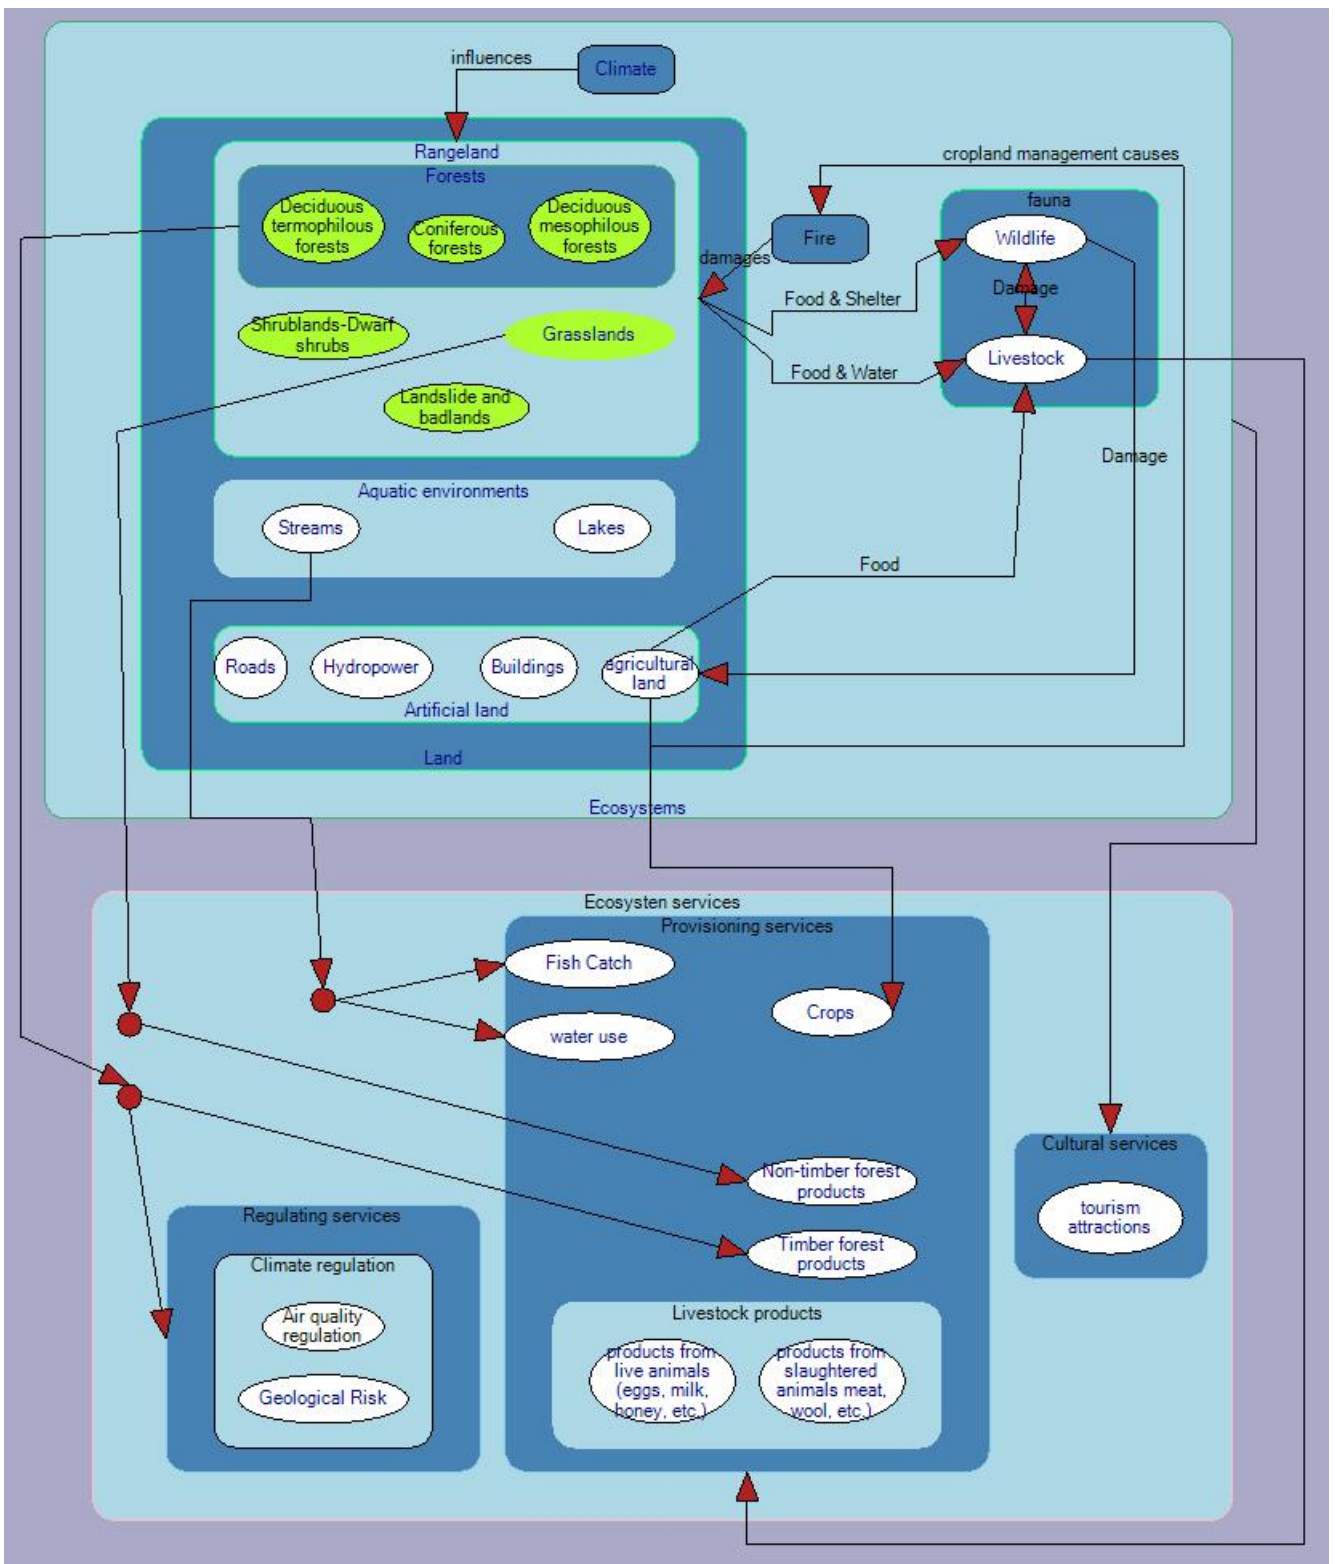 influences
Climate
Rangeland
Forests
Deciduous
termophilous
forests
Coniferous
forests
Deciduous
mesophilous
forests
Shrublands-Dwarf
shrubs
Grasslands
Landslide and
badlands
cropland management causes
Fire
damages
Food & Shelter
Food & Water
fauna
Wildlife
Damage
Livestock
Damage
Aquatic environments
Streams
Lakes
Food
Roads
Hydropower
Buildings
agricultural
land
Artificial land
Land
Ecosystems
Ecosysten services
Provisioning services
Fish Catch
water use
Crops
Non-timber forest
products
Timber forest
products
Cultural services
tourism
attractions
Regulating services
Climate regulation
Air quality
regulation
Geological Risk
Livestock products
products from
live animals
(eggs, milk,
honey, etc.)
products from
slaughtered
animals meat,
wool, etc.)